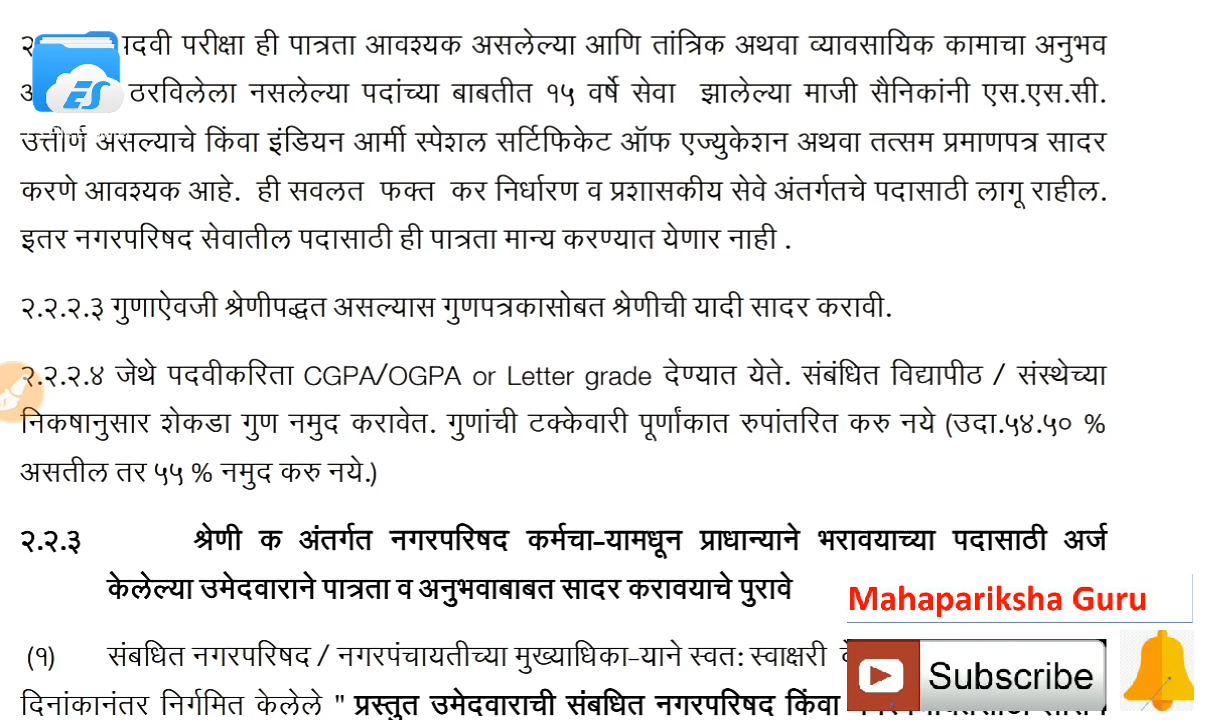 पदवी परीक्षा ही पात्रता आवश्यक असलेल्या आणि तांत्रिक अथवा व्यावसायिक कामाचा अनुभव
ठरविलेला नसलेल्या पदांच्या बाबतीत १५ वर्षे सेवा झालेल्या माजी सैनिकांनी एस.एस.सी.
उत्तीर्ण असल्याचे किंवा इंडियन आर्मी स्पेशल सर्टिफिकेट ऑफ एज्युकेशन अथवा तत्सम प्रमाणपत्र सादर
करणे आवश्यक आहे. ही सवलत फक्त कर निर्धारण व प्रशासकीय सेवे अंतर्गतचे पदासाठी लागू राहील.
इतर नगरपरिषद सेवातील पदासाठी ही पात्रता मान्य करण्यात येणार नाही .
२.२.२.३ गुणाऐवजी श्रेणीपद्धत असल्यास गुणपत्रकासोबत श्रेणीची यादी सादर करावी.
२.२.२.४ जेथे पदवीकरिता CGPA/OGPA or Letter grade देण्यात येते. संबंधित विद्यापीठ / संस्थेच्या
निकषानुसार शेकडा गुण नमुद करावेत. गुणांची टक्केवारी पूर्णांकात रुपांतरित करु नये (उदा.५४.५० %
असतील तर ५५ % नमुद करु नये.)
२.२.३ श्रेणी क अंतर्गत नगरपरिषद कर्मचा-यामधून प्राधान्याने भरावयाच्या पदासाठी अर्ज
केलेल्या उमेदवाराने पात्रता व अनुभवाबाबत सादर करावयाचे पुरावे
(१) संबधित नगरपरिषद / नगरपंचायतीच्या मुख्याधिका-याने स्वत: स्वाक्षरी
दिनांकानंतर निर्गमित केलेले " प्रस्तुत उमेदवाराची संबधित नगरपरिषद किंवा
ES
Mahapariksha Guru
Subscribe